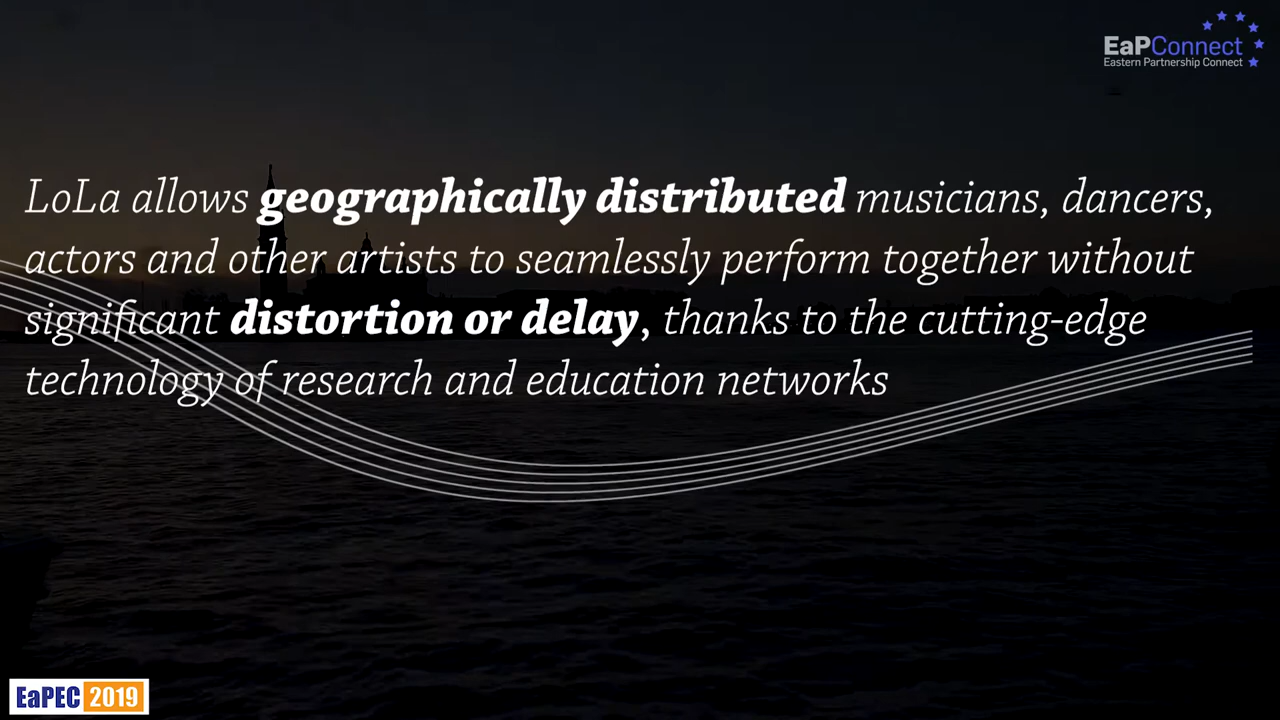 EaPConnect
Eastern Partnership Connect
LoLa allows geographically distributed musicians, dancers,
actors and other artists to seamlessly perform together without
significant distortion or delay, thanks to the cutting-edge
technology of research and education networks
EaPEC 2019